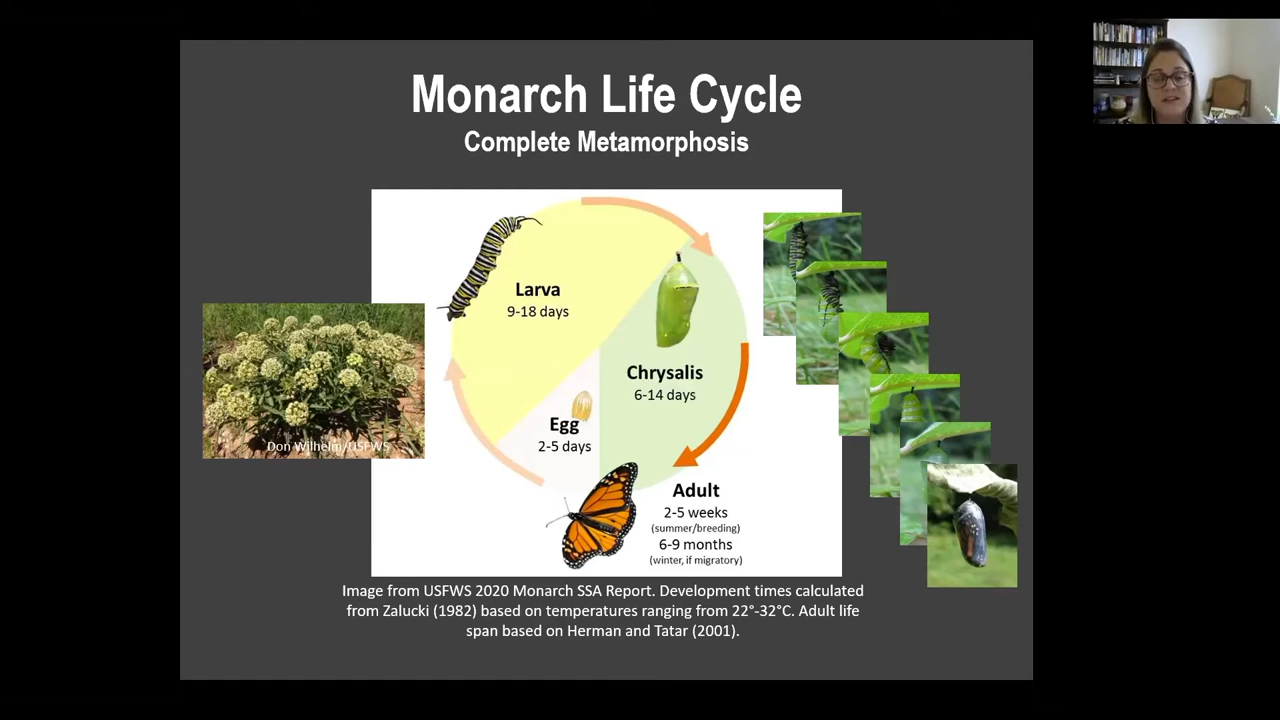 Monarch Life Cycle
Complete Metamorphosis
Larva
9-18 days
Chrysalis
6-14 days
Egg
2-5 days
Don Wilhelm/USFWS
Adult
2-5 weeks
(summer/breeding)
6-9 months
(winter, if migratory)
Image from USFWS 2020 Monarch SSA Report. Development times calculated
from Zalucki (1982) based on temperatures ranging from 22°-32°C. Adult life
span based on Herman and Tatar (2001).